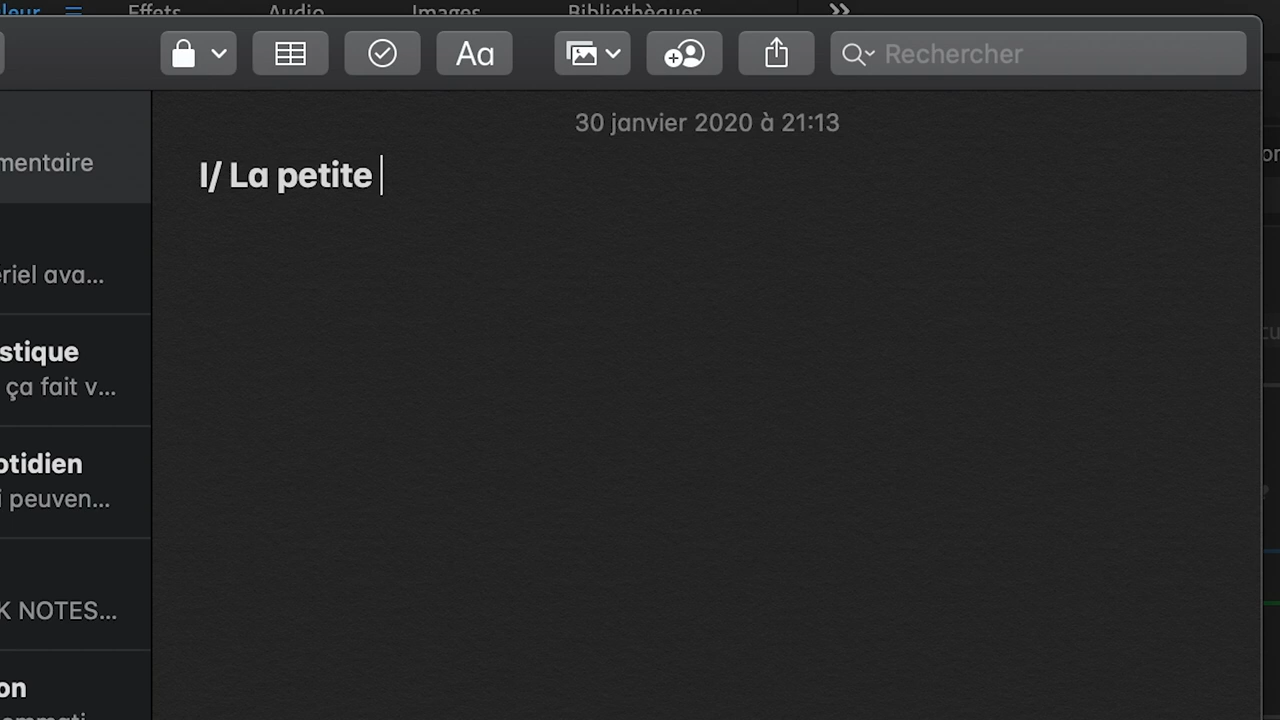 Effets Audio Images Bibliothèques
Aa Rechercher
30 janvier 2020 à 21:13
I/ La petite
mentaire
ériel ava...
stique
ça fait v...
otidien
i peuven...
K NOTES...
on